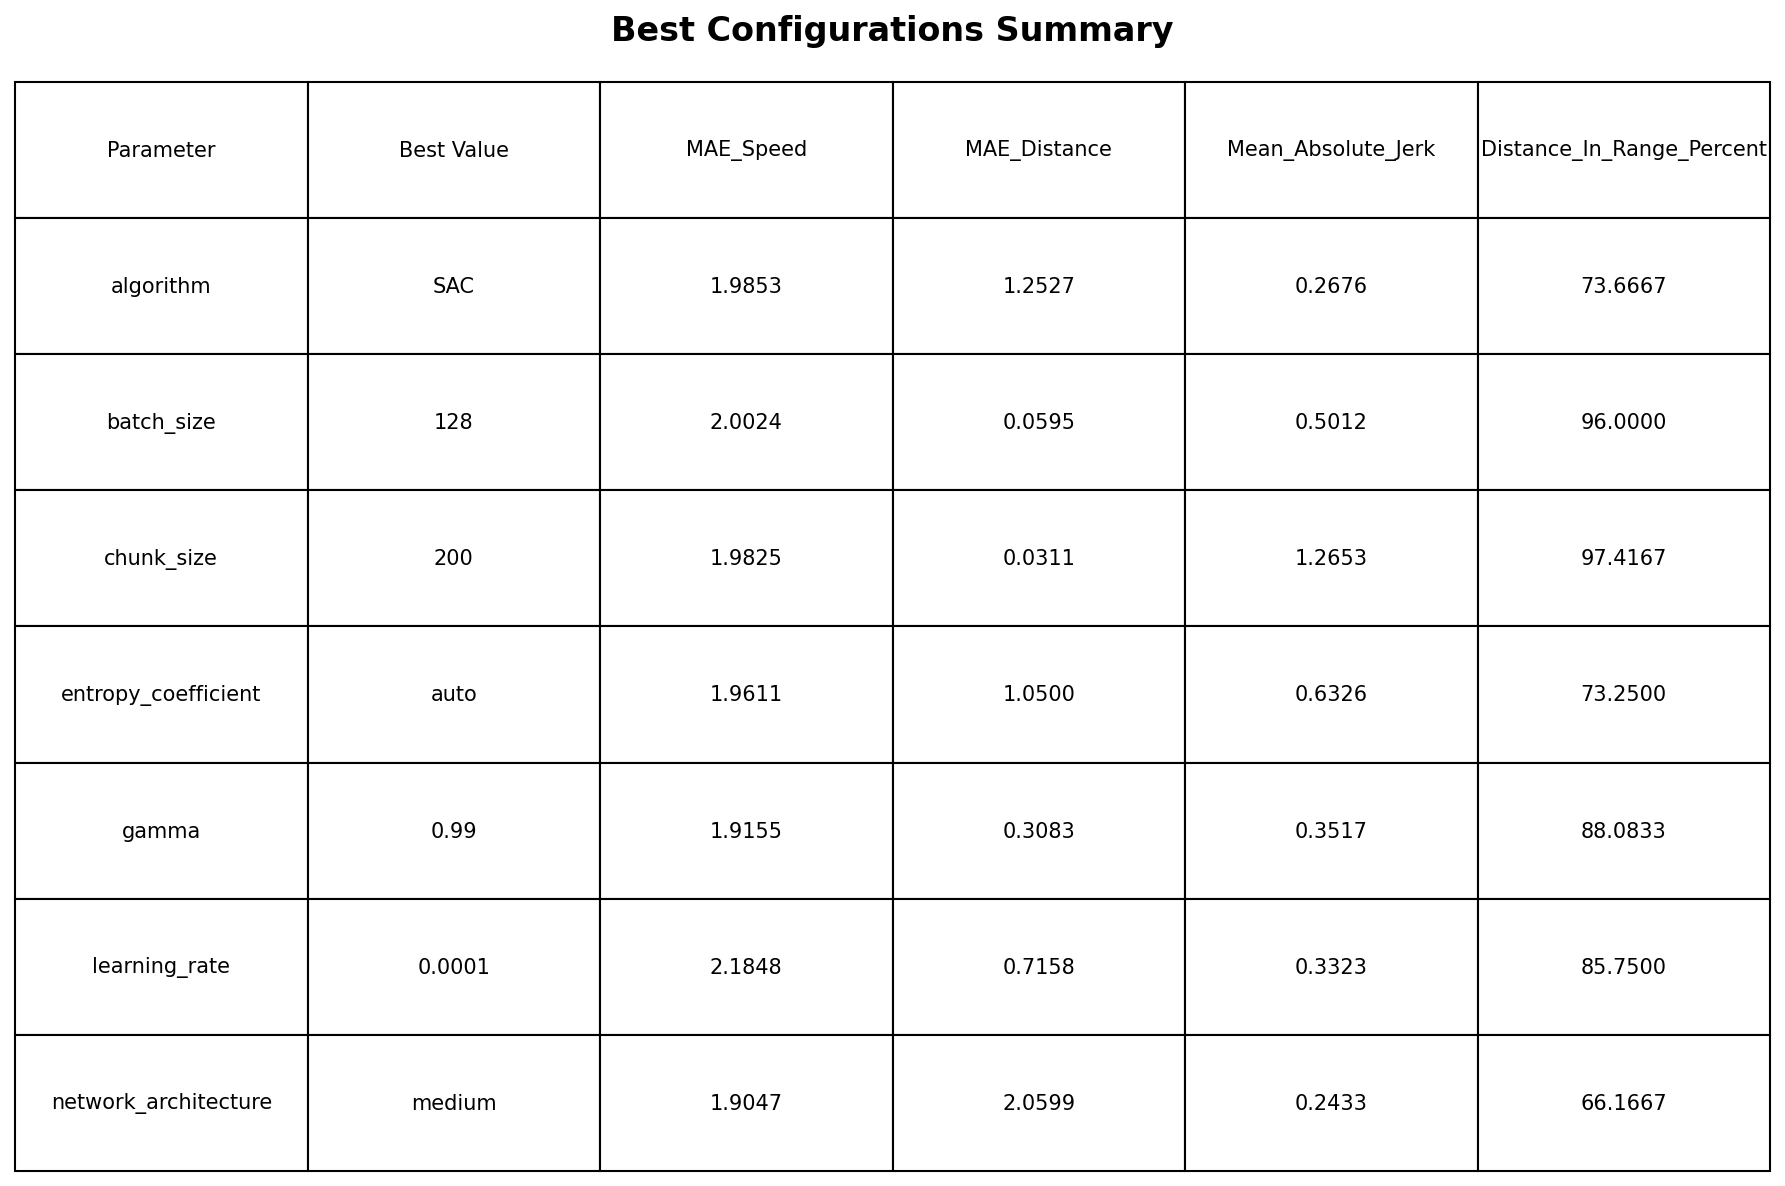 Best Configurations Summary
Parameter Best Value MAE_Speed MAE_Distance Mean_Absolute_Jerk Distance_In_Range_Percent
algorithm SAC 1.9853 1.2527 0.2676 73.6667
batch_size 128 2.0024 0.0595 0.5012 96.0000
chunk_size 200 1.9825 0.0311 1.2653 97.4167
entropy_coefficient auto 1.9611 1.0500 0.6326 73.2500
gamma 0.99 1.9155 0.3083 0.3517 88.0833
learning_rate 0.0001 2.1848 0.7158 0.3323 85.7500
network_architecture medium 1.9047 2.0599 0.2433 66.1667